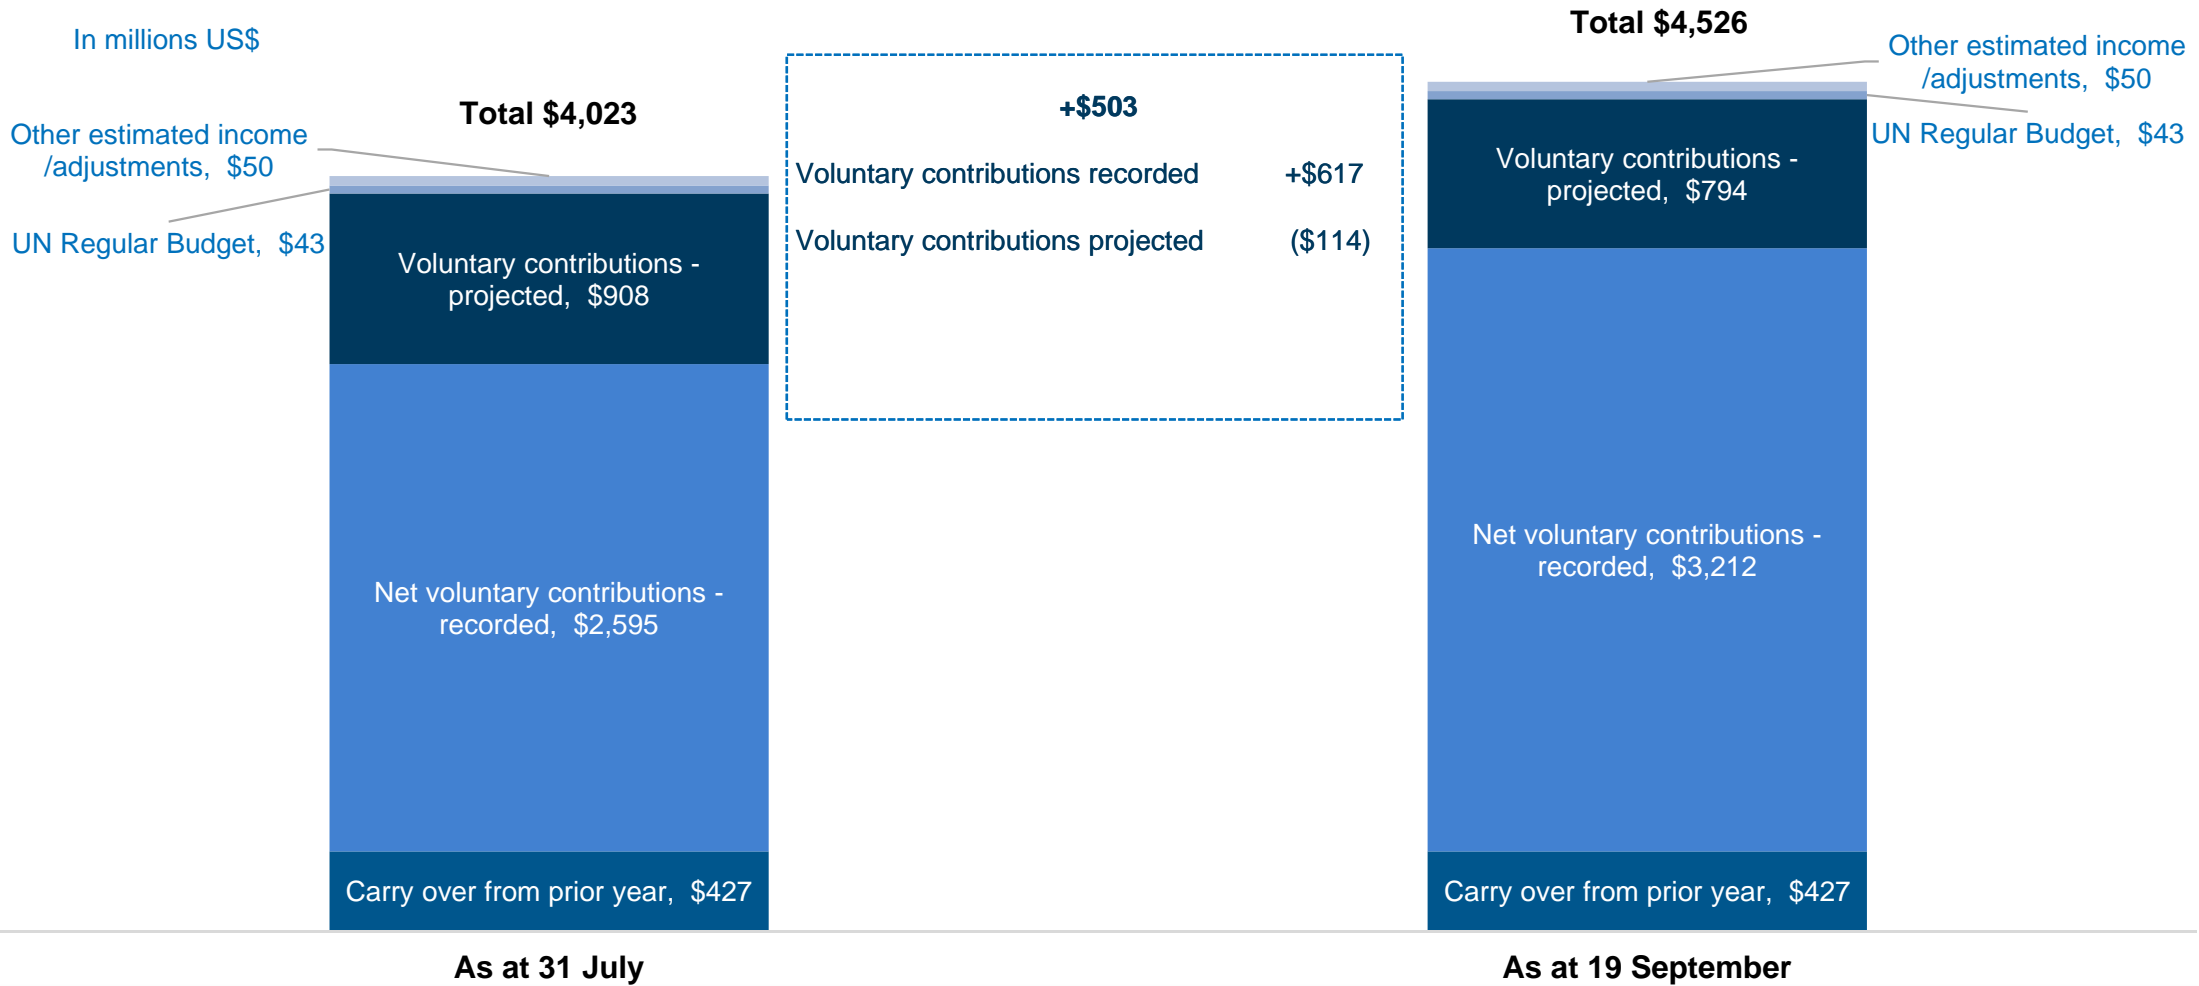 In millions US$
Total $4,023
Other estimated income
/adjustments, $50
UN Regular Budget, $43
Voluntary contributions -
projected, $908
Net voluntary contributions -
recorded, $2,595
Carry over from prior year, $427
As at 31 July
+$503
Voluntary contributions recorded +$617
Voluntary contributions projected ($114)
Total $4,526
Other estimated income
/adjustments, $50
UN Regular Budget, $43
Voluntary contributions -
projected, $794
Net voluntary contributions -
recorded, $3,212
Carry over from prior year, $427
As at 19 September